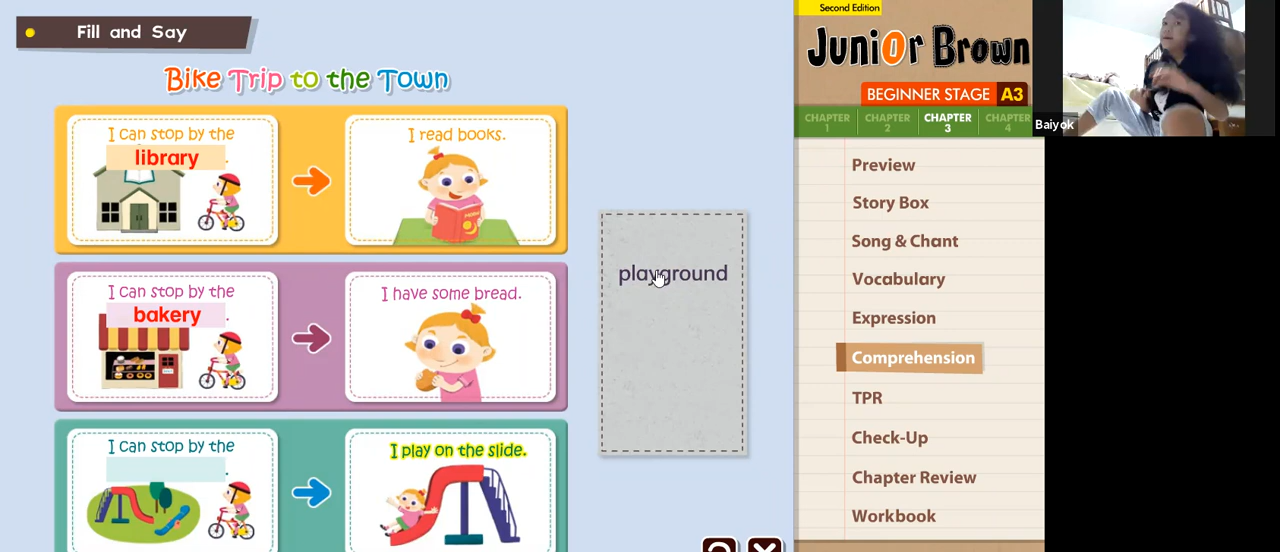 Fill and Say
Bike Trip to the Town
I can stop by the
library.
I read books.
I can stop by the
bakery.
I have some bread.
I can stop by the
.
I play on the slide.
playground
Second Edition
Junior Brown
BEGINNER STAGE A3
CHAPTER 1
CHAPTER 2
CHAPTER 3
CHAPTER 4
Baiyok
Preview
Story Box
Song & Chant
Vocabulary
Expression
Comprehension
TPR
Check-Up
Chapter Review
Workbook